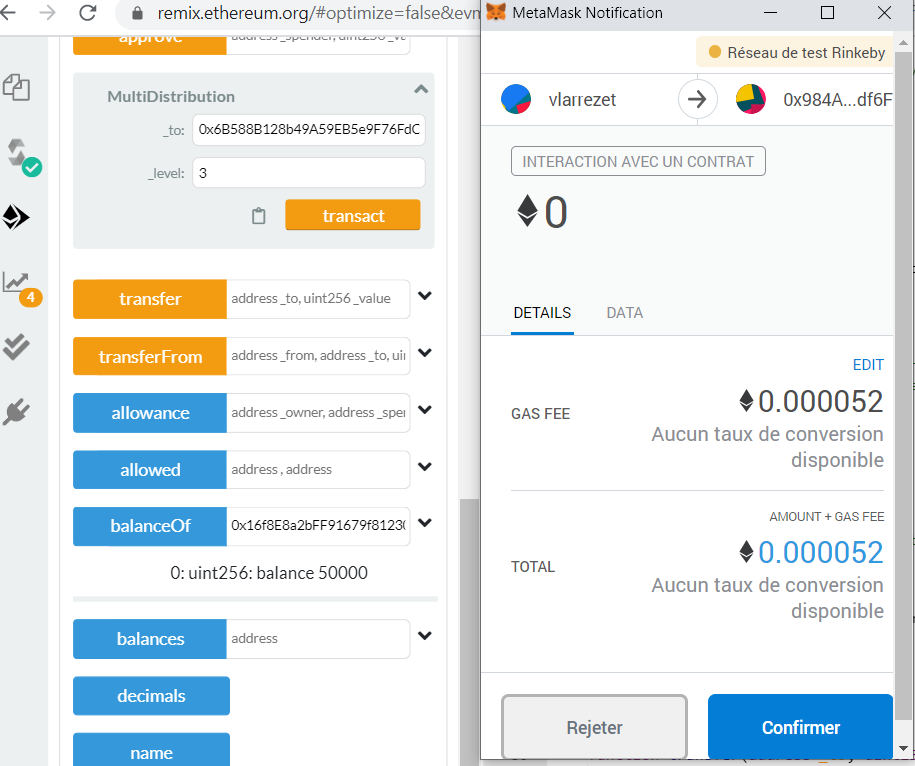 remix.ethereum.org/#optimize=false&evn
approve
address _spender, uint256 _va
MultiDistribution
_to:
0x6B588B128b49A59EB5e9F76FdC
_level:
3
transact
4
transfer
address _to, uint256 _value
transferFrom
address _from, address _to, uin
allowance
address _owner, address _spen
allowed
address , address
balanceOf
0x16f8E8a2bFF91679f81230
0: uint256: balance 50000
balances
address
decimals
name
MetaMask Notification
Réseau de test Rinkeby
vlarrezet
0x984A...df6F
INTERACTION AVEC UN CONTRAT
0
DETAILS
DATA
EDIT
GAS FEE
0.000052
Aucun taux de conversion
disponible
AMOUNT + GAS FEE
TOTAL
0.000052
Aucun taux de conversion
disponible
Rejeter
Confirmer